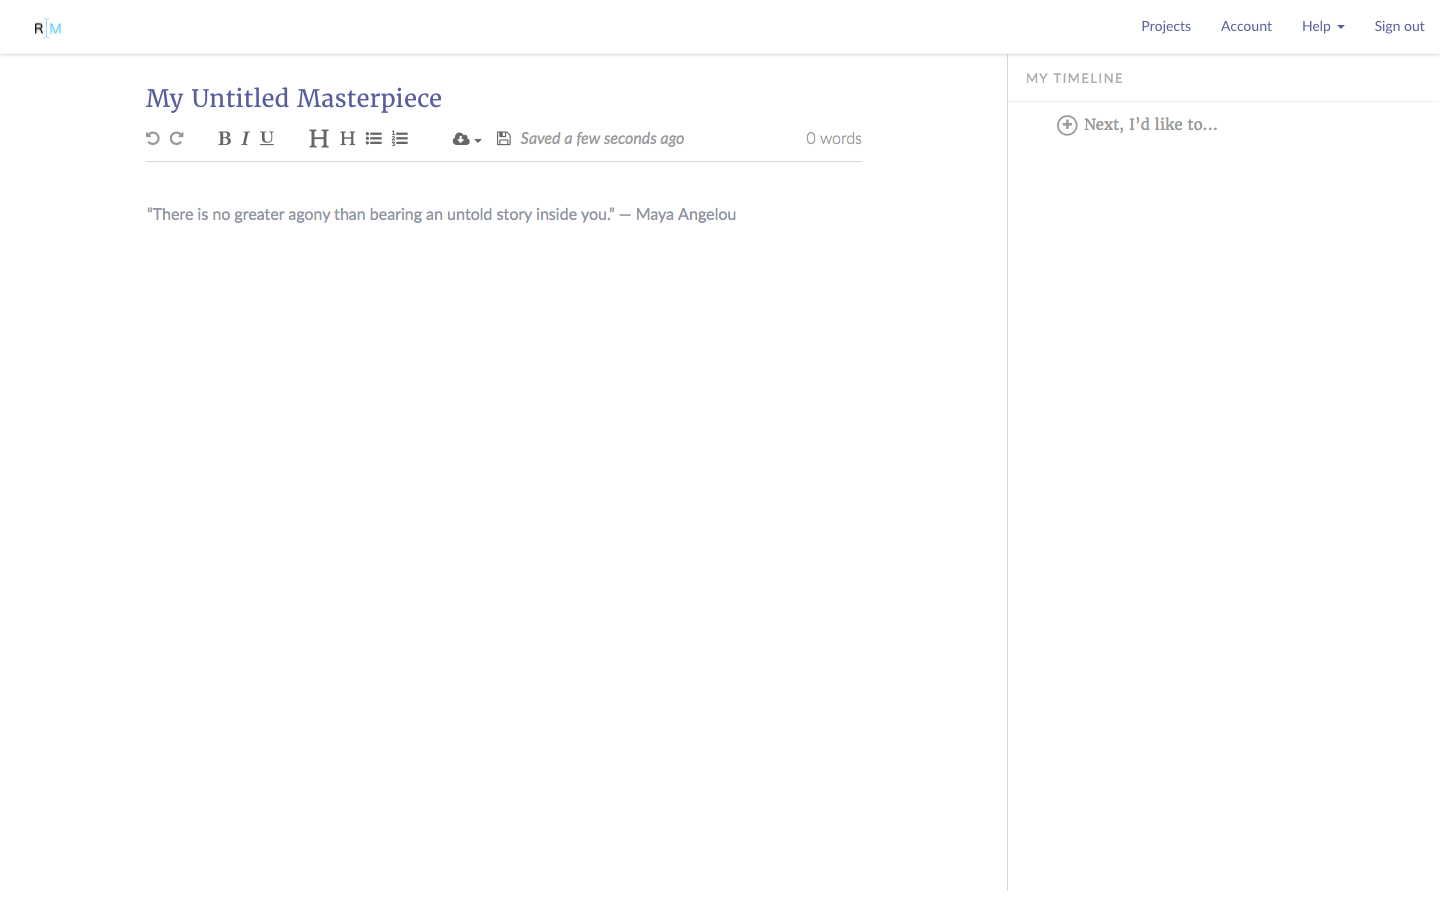 RM
Projects Account Help Sign out
MY TIMELINE
My Untitled Masterpiece
Next, I’d like to...
B I U H H Saved a few seconds ago 0 words
“There is no greater agony than bearing an untold story inside you.” — Maya Angelou